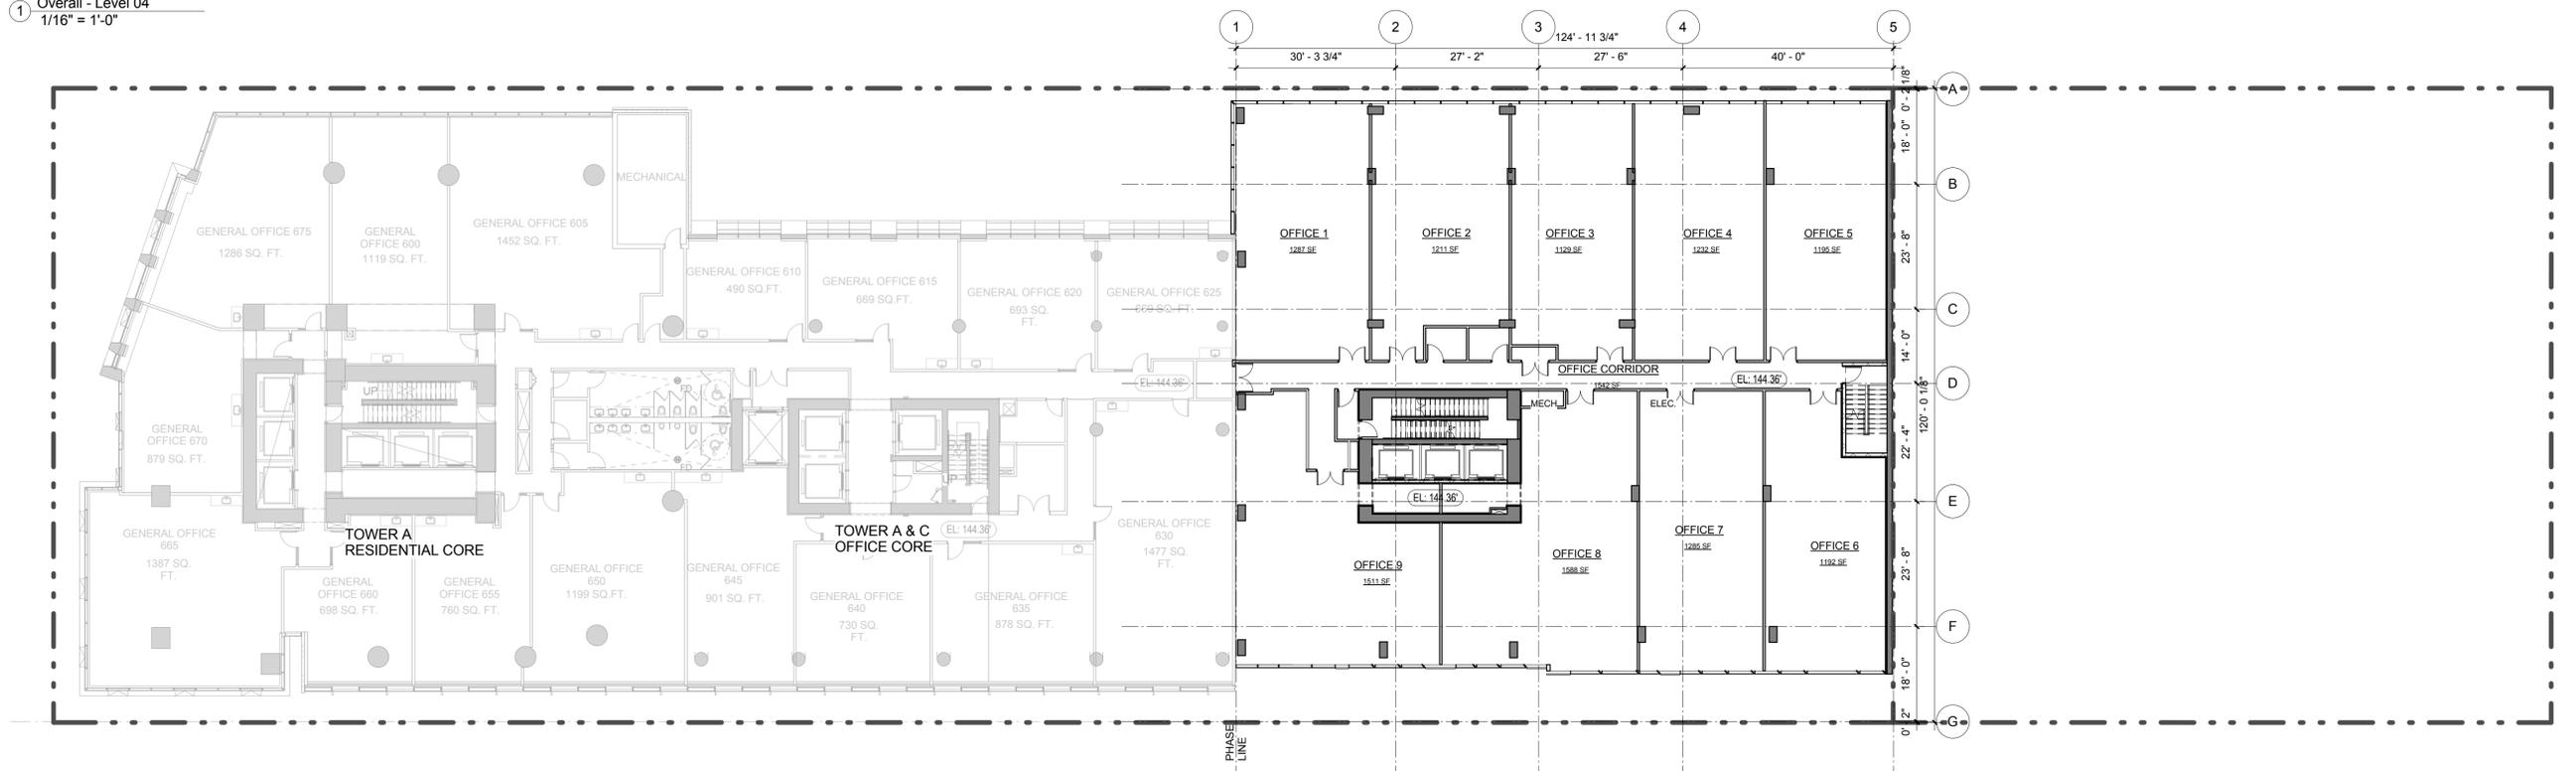 1 Overall - Level 04
1/16" = 1'-0"
1
2
3
4
5
124' - 11 3/4"
30' - 3 3/4"
27' - 2"
27' - 6"
40' - 0"
A
B
C
D
E
F
G
18' - 0"
23' - 8"
14' - 0"
120' - 0 1/8"
22' - 4"
23' - 8"
18' - 0"
0' - 2"
MECHANICAL
GENERAL OFFICE 675
1286 SQ. FT.
GENERAL
OFFICE 600
1119 SQ. FT.
GENERAL OFFICE 605
1452 SQ. FT.
GENERAL OFFICE 610
490 SQ.FT.
GENERAL OFFICE 615
669 SQ.FT.
GENERAL OFFICE 620
693 SQ.
FT.
GENERAL OFFICE 625
669 SQ. FT.
OFFICE 1
1287 SF
OFFICE 2
1211 SF
OFFICE 3
1129 SF
OFFICE 4
1232 SF
OFFICE 5
1195 SF
OFFICE CORRIDOR
1542 SF
EL: 144.36'
EL: 144.36'
MECH.
ELEC.
UP
FD
FD
GENERAL
OFFICE 670
879 SQ. FT.
EL: 144.36'
EL: 144.36'
TOWER A
RESIDENTIAL CORE
TOWER A & C
OFFICE CORE
GENERAL OFFICE
665
1387 SQ.
FT.
GENERAL
OFFICE 660
698 SQ. FT.
GENERAL
OFFICE 655
760 SQ. FT.
GENERAL OFFICE
650
1199 SQ.FT.
GENERAL OFFICE
645
901 SQ. FT.
GENERAL OFFICE
640
730 SQ.
FT.
GENERAL OFFICE
635
878 SQ. FT.
GENERAL OFFICE
630
1477 SQ.
FT.
OFFICE 9
1511 SF
OFFICE 8
1588 SF
OFFICE 7
1285 SF
OFFICE 6
1192 SF
PHASE
LINE